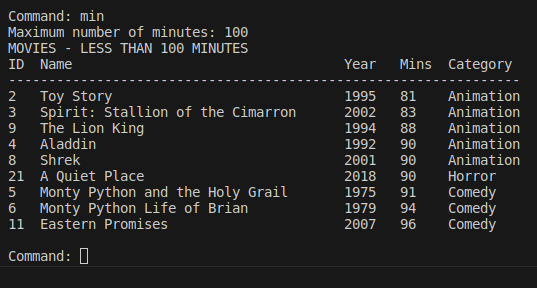 Command: min
Maximum number of minutes: 100
MOVIES - LESS THAN 100 MINUTES
ID  Name                                  Year   Mins  Category
----------------------------------------------------------------
2   Toy Story                             1995   81    Animation
3   Spirit: Stallion of the Cimarron      2002   83    Animation
9   The Lion King                         1994   88    Animation
4   Aladdin                               1992   90    Animation
8   Shrek                                 2001   90    Animation
21  A Quiet Place                         2018   90    Horror
5   Monty Python and the Holy Grail       1975   91    Comedy
6   Monty Python Life of Brian            1979   94    Comedy
11  Eastern Promises                      2007   96    Comedy
Command: